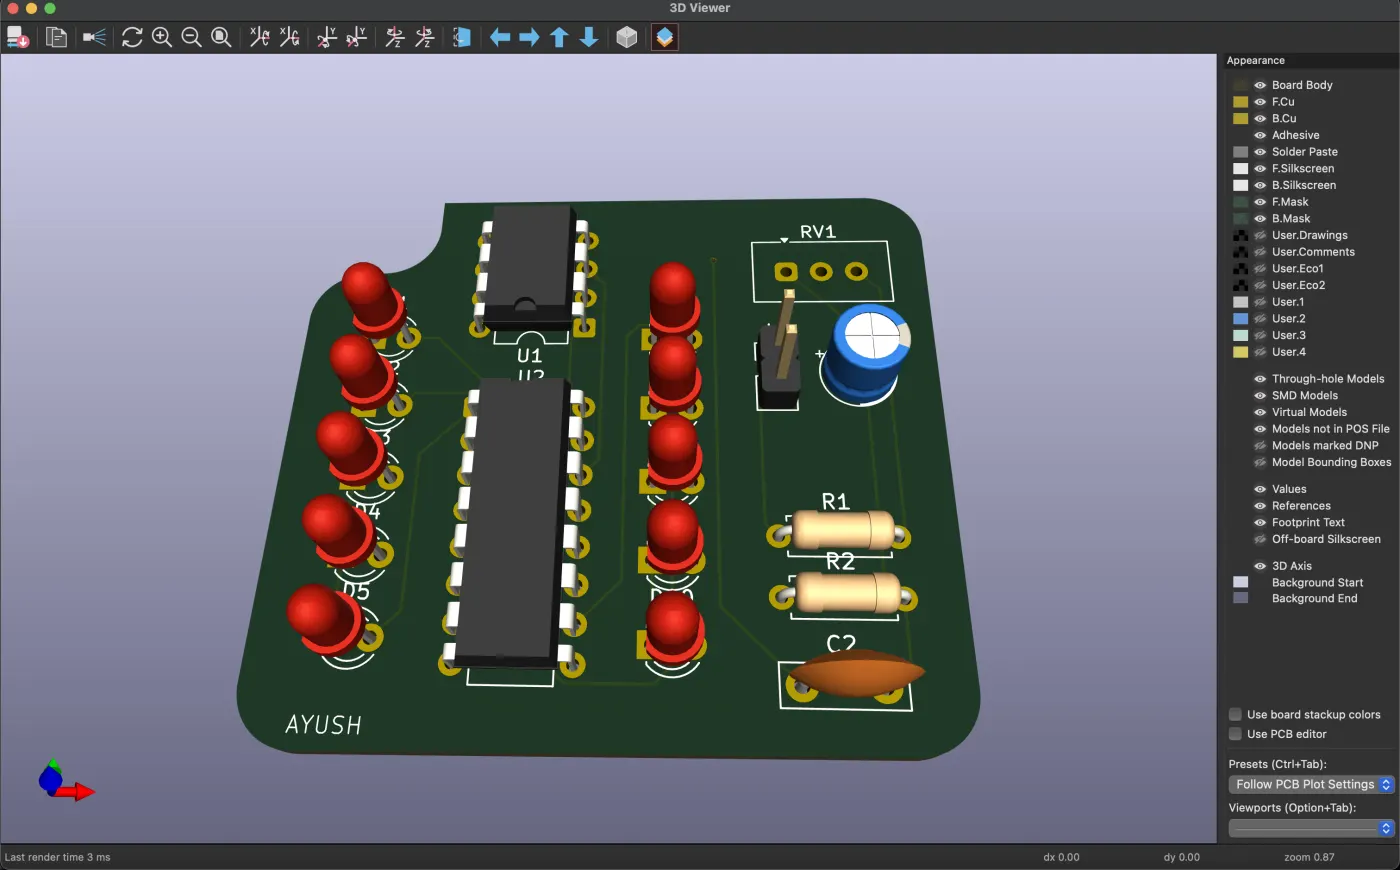 3D Viewer
Appearance
Board Body
F.Cu
B.Cu
Adhesive
Solder Paste
F.Silkscreen
B.Silkscreen
F.Mask
B.Mask
User.Drawings
User.Comments
User.Eco1
User.Eco2
User.1
User.2
User.3
User.4
Through-hole Models
SMD Models
Virtual Models
Models not in POS File
Models marked DNP
Model Bounding Boxes
Values
References
Footprint Text
Off-board Silkscreen
3D Axis
Background Start
Background End
Use board stackup colors
Use PCB editor
Presets (Ctrl+Tab):
Follow PCB Plot Settings
Viewports (Option+Tab):
RV1
U1
U2
+
R1
R2
C2
D4
D5
AYUSH
Last render time 3 ms
dx 0.00
dy 0.00
zoom 0.87